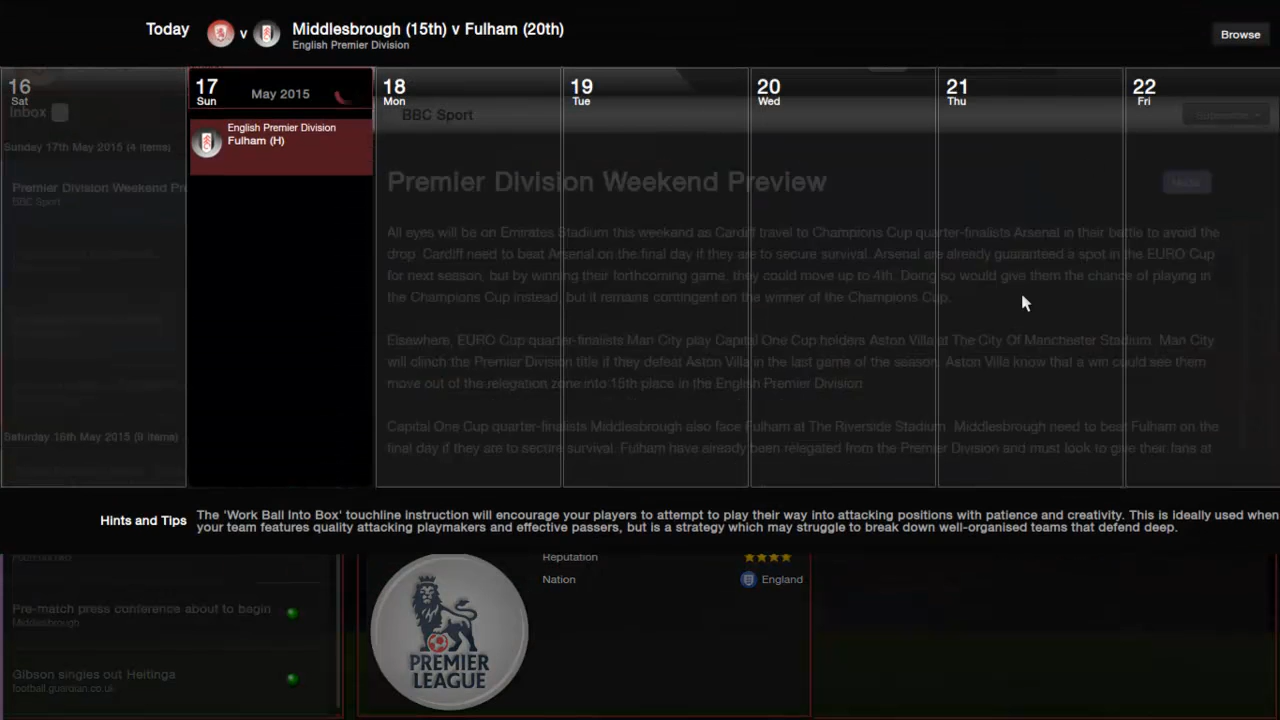 Today
v
Middlesbrough (15th) v Fulham (20th)
English Premier Division
Browse
16
Sat
17
Sun
May 2015
18
Mon
19
Tue
20
Wed
21
Thu
22
Fri
Inbox
Sunday 17th May 2015 (4 items)
Premier Division Weekend Pr
BBC Sport
Saturday 16th May 2015 (9 items)
English Premier Division
Fulham (H)
BBC Sport
Subscribe
Premier Division Weekend Preview
Media
All eyes will be on Emirates Stadium this weekend as Cardiff travel to Champions Cup quarter-finalists Arsenal in their battle to avoid the
drop. Cardiff need to beat Arsenal on the final day if they are to secure survival. Arsenal are already guaranteed a spot in the EURO Cup
for next season, but by winning their forthcoming game, they could move up to 4th. Doing so would give them the chance of playing in
the Champions Cup instead, but it remains contingent on the winner of the Champions Cup.
Elsewhere, EURO Cup quarter-finalists Man City play Capital One Cup holders Aston Villa at The City Of Manchester Stadium. Man City
will clinch the Premier Division title if they defeat Aston Villa in the last game of the season. Aston Villa know that a win could see them
move out of the relegation zone into 15th place in the English Premier Division.
Capital One Cup quarter-finalists Middlesbrough also face Fulham at The Riverside Stadium. Middlesbrough need to beat Fulham on the
final day if they are to secure survival. Fulham have already been relegated from the Premier Division and must look to give their fans at
Hints and Tips
The 'Work Ball Into Box' touchline instruction will encourage your players to attempt to play their way into attacking positions with patience and creativity. This is ideally used when
your team features quality attacking playmakers and effective passers, but is a strategy which may struggle to break down well-organised teams that defend deep.
Reputation
Nation
England
Pre-match press conference about to begin
Middlesbrough
Gibson singles out Heitinga
football.guardian.co.uk
PREMIER
LEAGUE